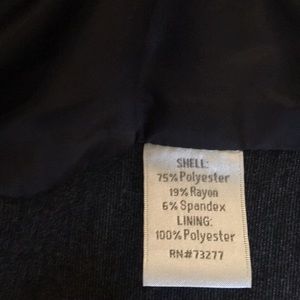 SHELL:
75% Polyester
19% Rayon
6% Spandex
LINING:
100% Polyester
RN#73277